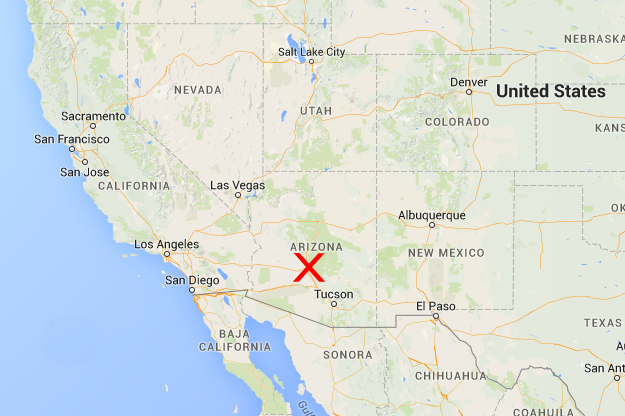 Salt Lake City
NEBRASKA
NEVADA
Denver
United States
UTAH
Sacramento
COLORADO
KANS
San Francisco
San Jose
CALIFORNIA
Las Vegas
Albuquerque
OK
Los Angeles
ARIZONA
NEW MEXICO
San Diego
Tucson
El Paso
TEXAS
BAJA
CALIFORNIA
SONORA
Au
CHIHUAHUA
San Ant
Gulf
COAHUILA